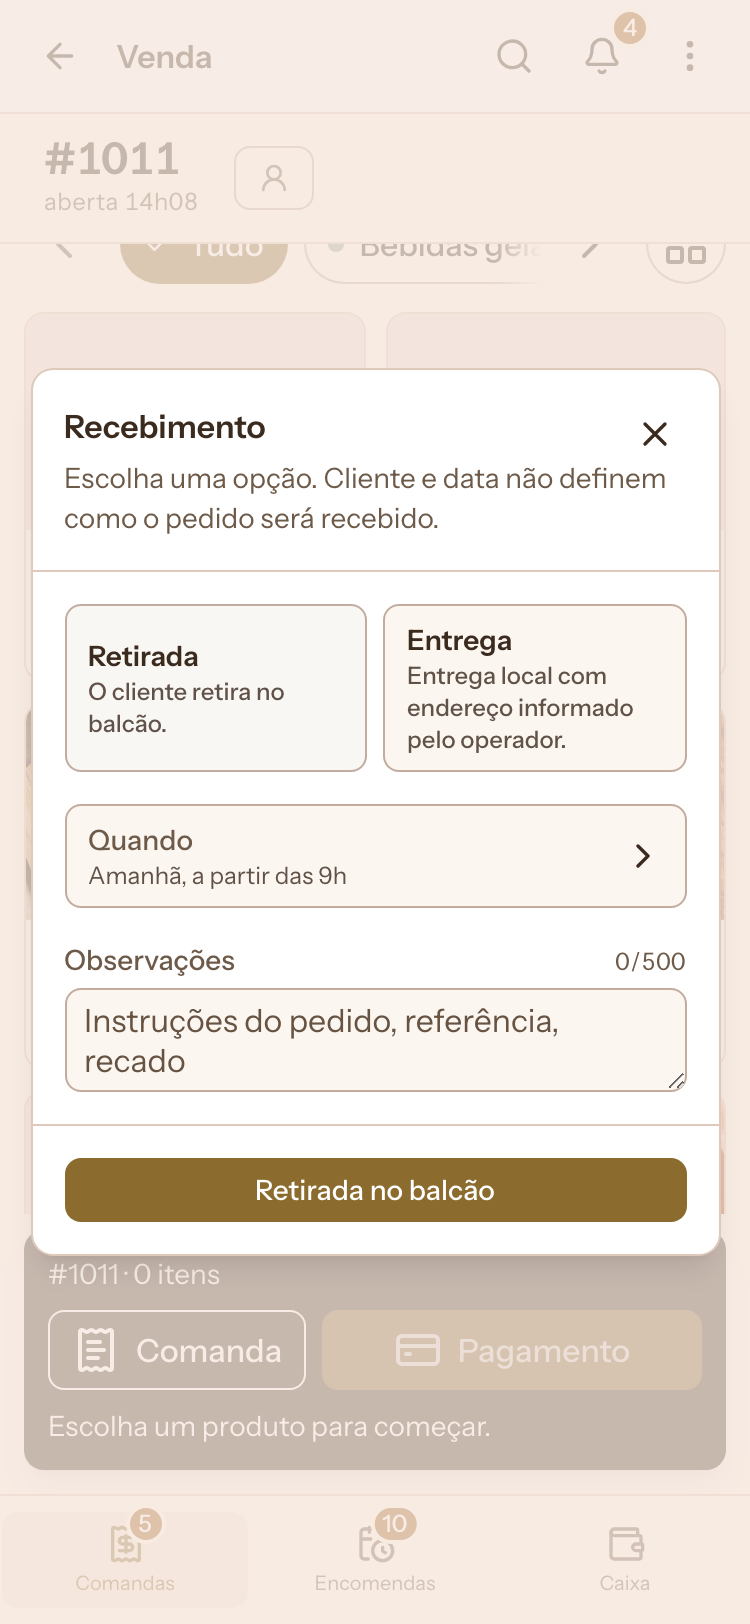 Venda
4
#1011
aberta 14h08
Tudo
Bebidas gela
Recebimento
Escolha uma opção. Cliente e data não definem
como o pedido será recebido.
Retirada
O cliente retira no
balcão.
Entrega
Entrega local com
endereço informado
pelo operador.
Quando
Amanhã, a partir das 9h
Observações
0/500
Instruções do pedido, referência,
recado
Retirada no balcão
#1011 · 0 itens
Comanda
Pagamento
Escolha um produto para começar.
5
Comandas
10
Encomendas
Caixa